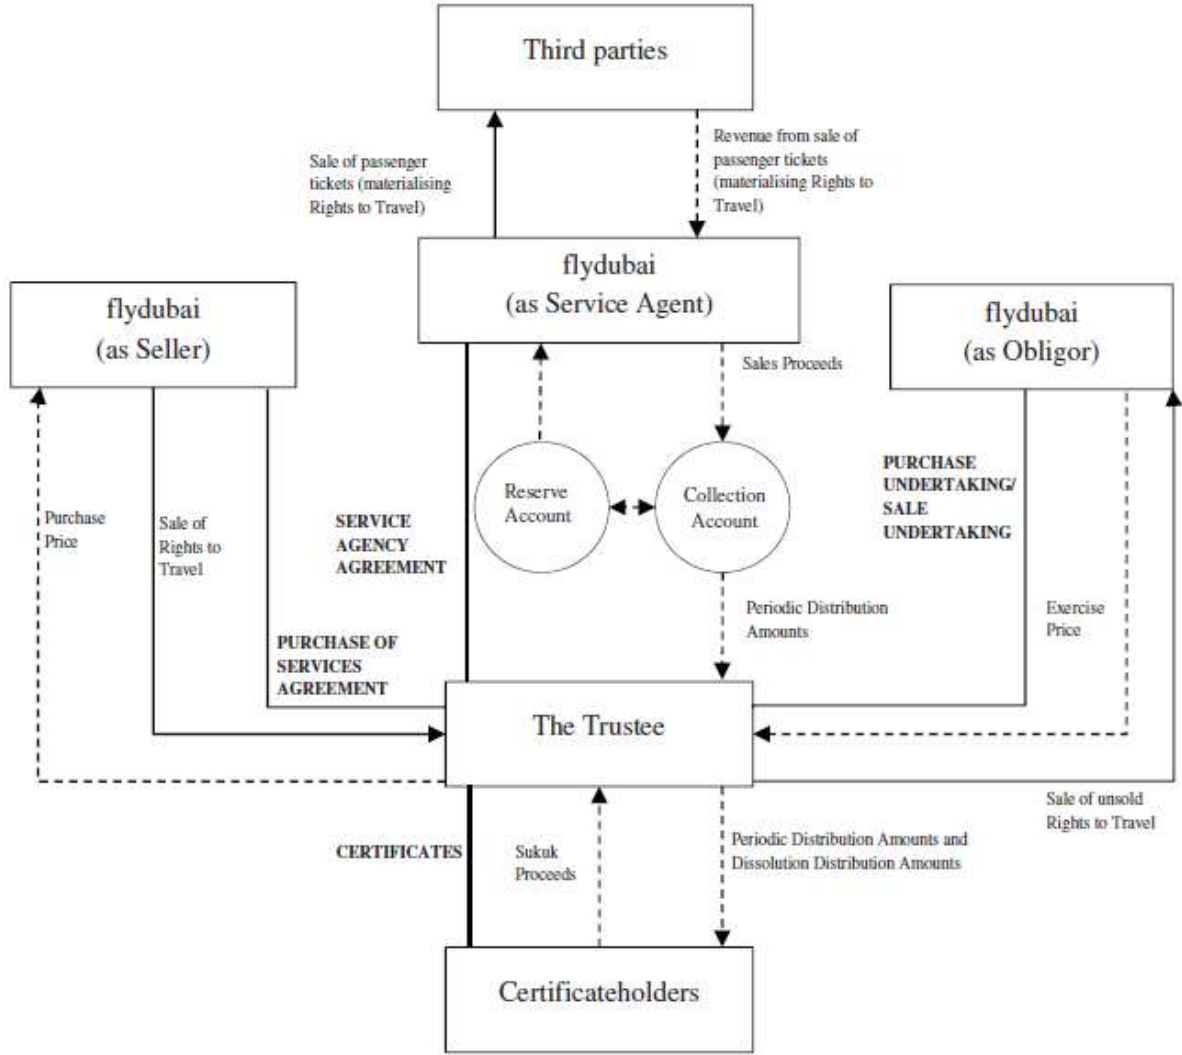 Third parties
Sale of passenger
tickets (materialising
Rights to Travel)
Revenue from sale of
passenger tickets
(materialising Rights to
Travel)
flydubai
(as Service Agent)
flydubai
(as Seller)
flydubai
(as Obligor)
Sales Proceeds
Reserve
Account
Collection
Account
PURCHASE
UNDERTAKING/
SALE
UNDERTAKING
Purchase
Price
Sale of
Rights to
Travel
SERVICE
AGENCY
AGREEMENT
Periodic Distribution
Amounts
Exercise
Price
PURCHASE OF
SERVICES
AGREEMENT
The Trustee
Sale of unsold
Rights to Travel
CERTIFICATES
Sukuk
Proceeds
Periodic Distribution Amounts and
Dissolution Distribution Amounts
Certificateholders